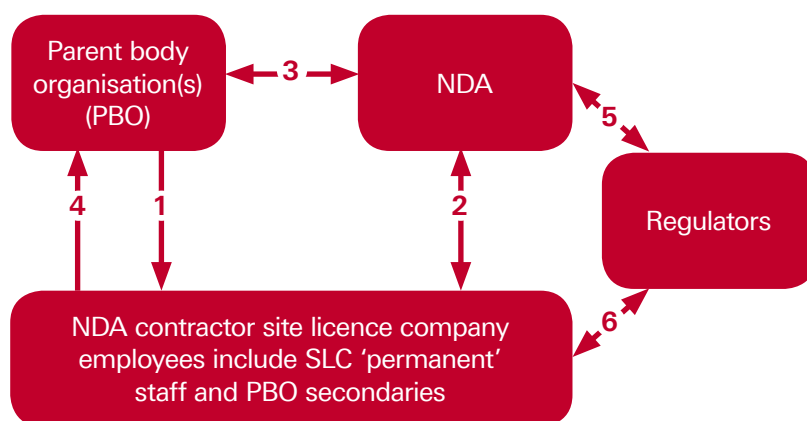 Parent body
organisation(s)
(PBO)
3
NDA
5
4
1
2
Regulators
NDA contractor site licence company
employees include SLC ‘permanent’
staff and PBO secondaries
6